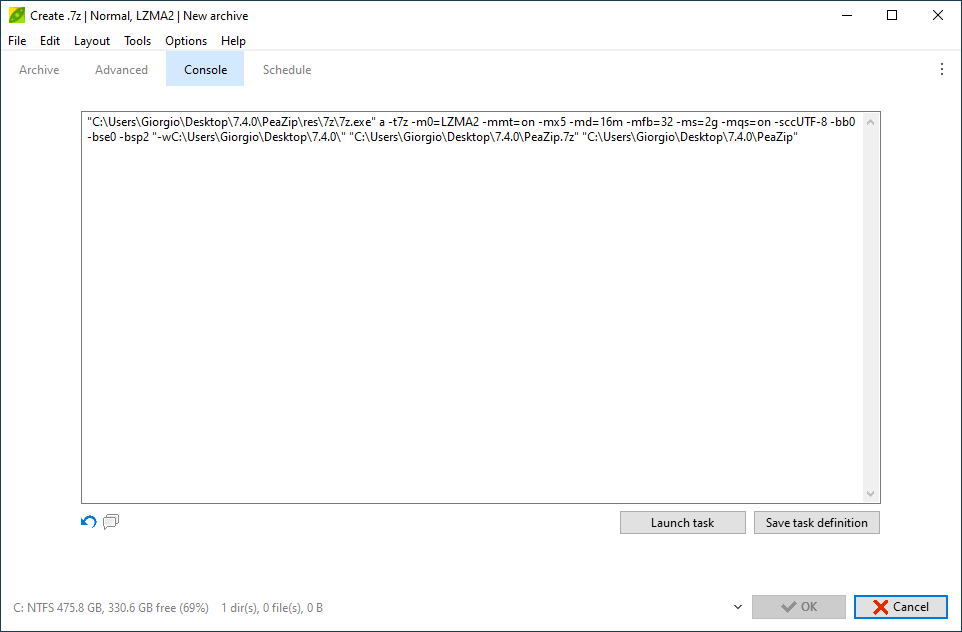 Create .7z | Normal, LZMA2 | New archive
File Edit Layout Tools Options Help
Archive Advanced Console Schedule
"C:\Users\Giorgio\Desktop\7.4.0\PeaZip\res\7z\7z.exe" a -t7z -m0=LZMA2 -mmt=on -mx5 -md=16m -mfb=32 -ms=2g -mqs=on -sccUTF-8 -bb0
-bse0 -bsp2 "-wC:\Users\Giorgio\Desktop\7.4.0\" "C:\Users\Giorgio\Desktop\7.4.0\PeaZip.7z" "C:\Users\Giorgio\Desktop\7.4.0\PeaZip"
Launch task Save task definition
C: NTFS 475.8 GB, 330.6 GB free (69%) 1 dir(s), 0 file(s), 0 B OK Cancel